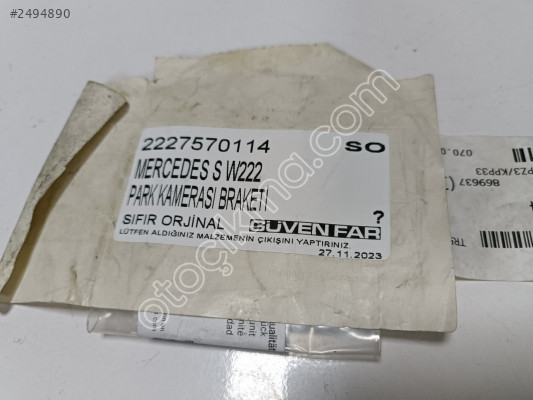 #2494890
2227570114 SO
MERCEDES S W222
PARK KAMERASI BRAKETİ
SIFIR ORJİNAL GÜVEN FAR ?
LÜTFEN ALDIĞINIZ MALZEMENİN ÇIKIŞINI YAPTIRINIZ.
27.11.2023
otoçıkma.com
869637